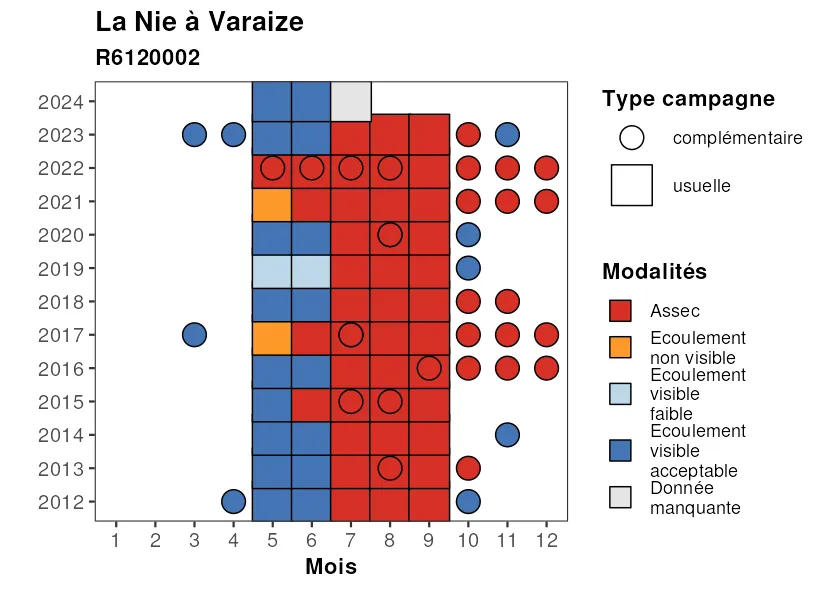 La Nie à Varaize
R6120002
2024
2023
2022
2021
2020
2019
2018
2017
2016
2015
2014
2013
2012
1 2 3 4 5 6 7 8 9 10 11 12
Mois
Type campagne
complémentaire
usuelle
Modalités
Assec
Ecoulement
non visible
Ecoulement
visible
faible
Ecoulement
visible
acceptable
Donnée
manquante